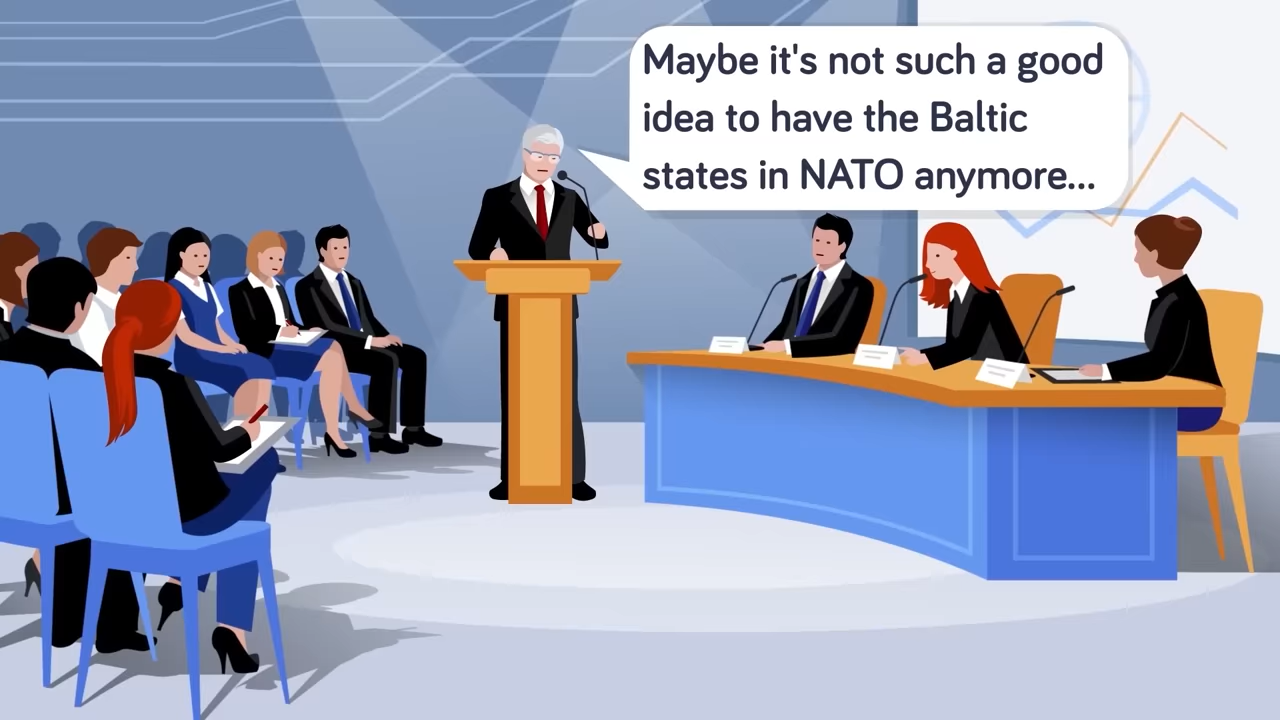 Maybe it's not such a good
idea to have the Baltic
states in NATO anymore...